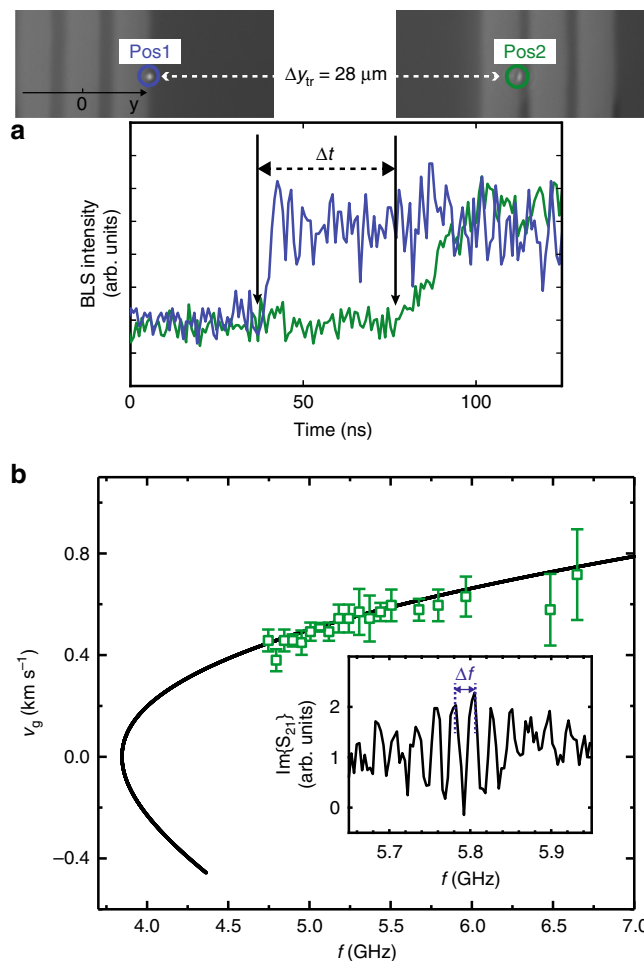 Pos1
Δy_tr = 28 μm
Pos2
0 y
a
Δt
BLS intensity
(arb. units)
0 50 100
Time (ns)
b
0.8
0.4
0.0
−0.4
v_g (km s⁻¹)
Δf
2
1
0
Im{S₂₁}
(arb. units)
5.7 5.8 5.9
f (GHz)
4.0 4.5 5.0 5.5 6.0 6.5 7.0
f (GHz)